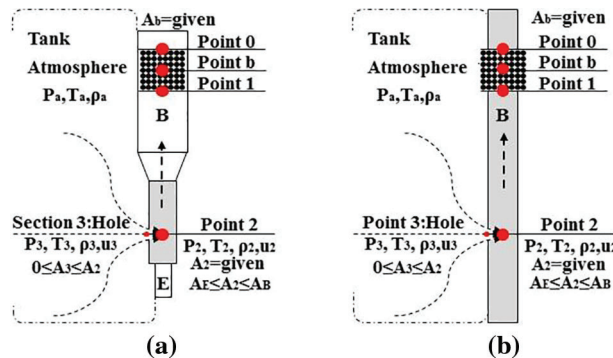 Ab=given
Tank
Point 0
Atmosphere
Point b
Pa,Ta,ρa
Point 1
B
Section 3:Hole
Point 2
P3, T3, ρ3,u3
P2, T2, ρ2,u2
0≤A3≤A2
A2=given
E
AE≤A2≤AB
(a)
Ab=given
Tank
Point 0
Atmosphere
Point b
Pa,Ta,ρa
Point 1
B
Point 3:Hole
Point 2
P3, T3, ρ3,u3
P2, T2, ρ2,u2
0≤A3≤A2
A2=given
AE≤A2≤AB
(b)